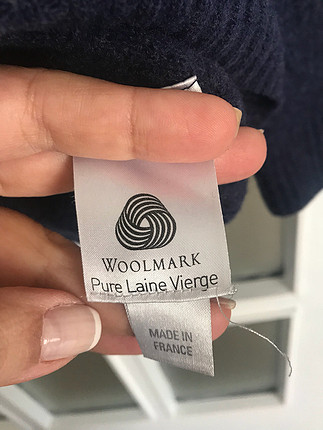 WOOLMARK
Pure Laine Vierge
MADE IN
FRANCE